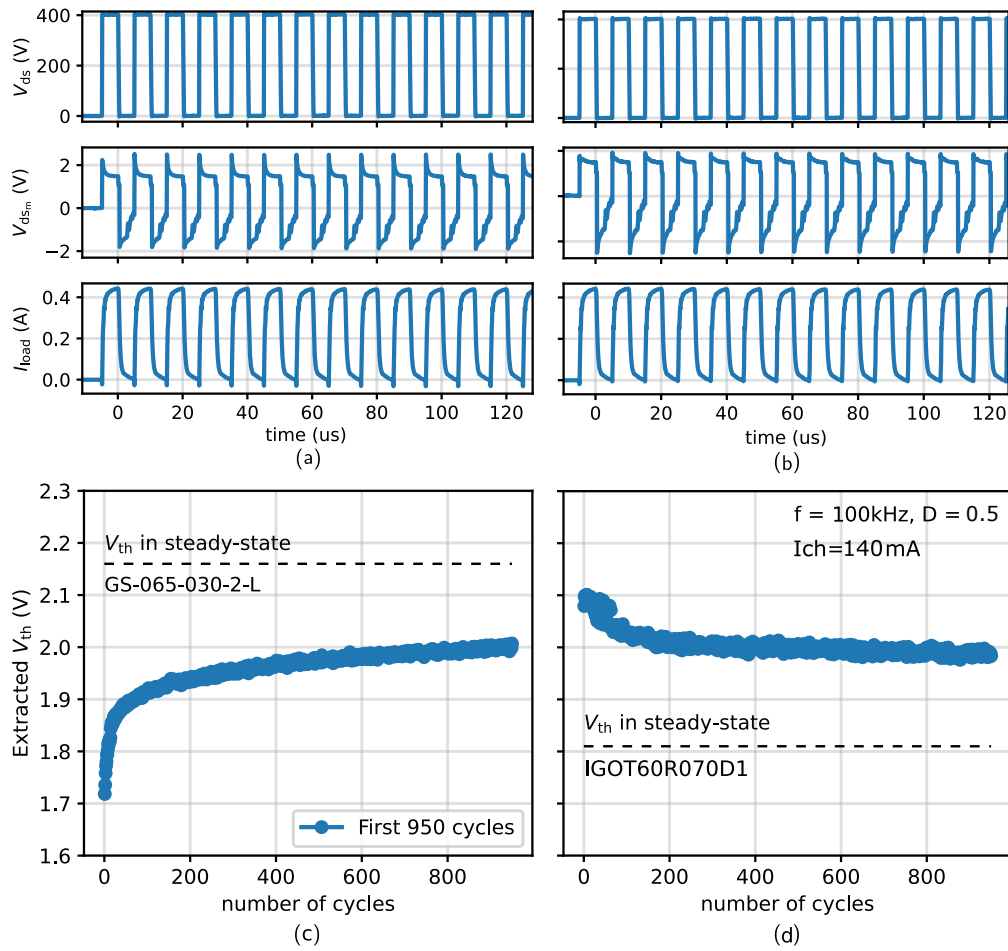 400
200
0
V_ds (V)
2
0
−2
V_dsm (V)
0.4
0.2
0.0
I_load (A)
0 20 40 60 80 100 120
time (us)
(a)
0 20 40 60 80 100 120
time (us)
(b)
2.3
2.2
2.1
2.0
1.9
1.8
1.7
1.6
Extracted V_th (V)
V_th in steady-state
GS-065-030-2-L
First 950 cycles
0 200 400 600 800
number of cycles
(c)
f = 100kHz, D = 0.5
Ich=140mA
V_th in steady-state
IGOT60R070D1
0 200 400 600 800
number of cycles
(d)